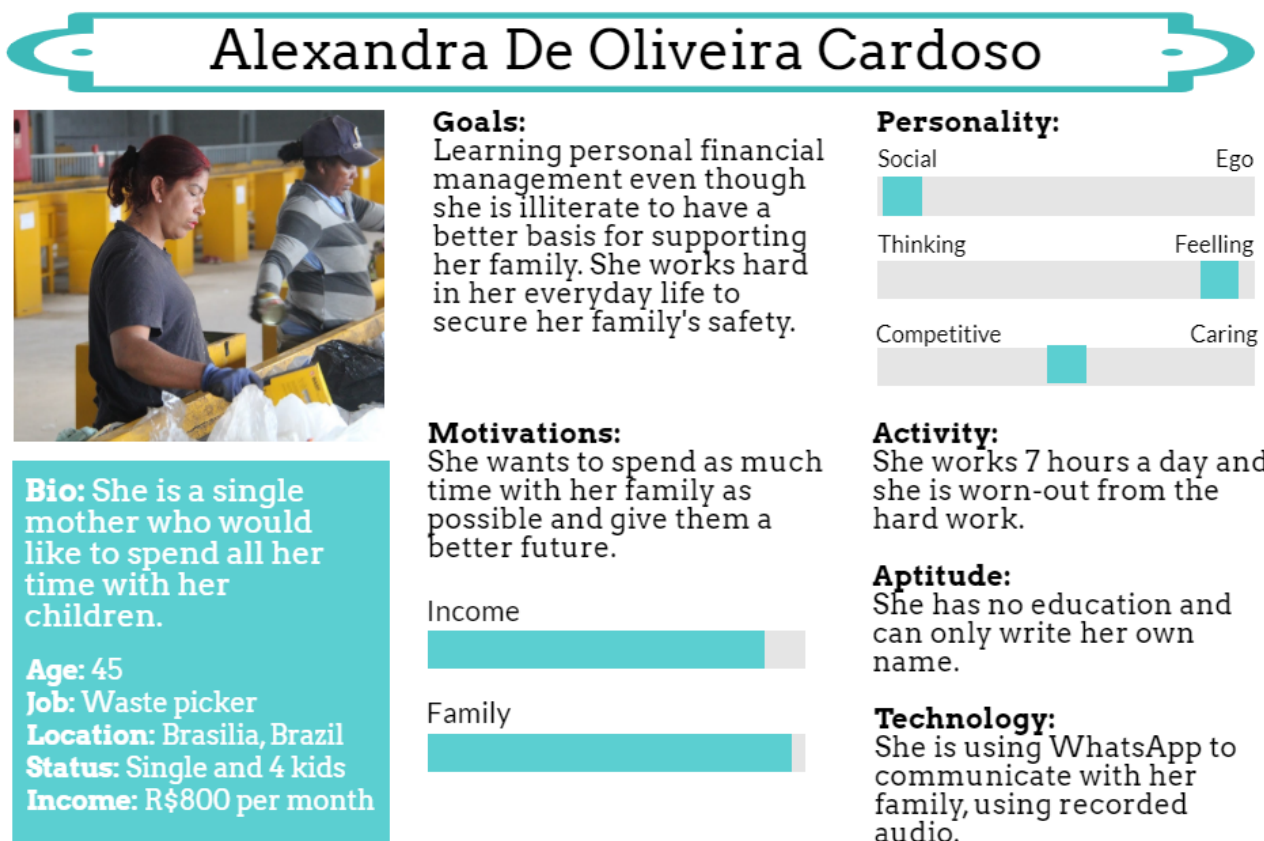 Alexandra De Oliveira Cardoso
Goals:
Learning personal financial
management even though
she is illiterate to have a
better basis for supporting
her family. She works hard
in her everyday life to
secure her family's safety.
Personality:
Social Ego
Thinking Feelling
Competitive Caring
Bio: She is a single
mother who would
like to spend all her
time with her
children.
Age: 45
Job: Waste picker
Location: Brasilia, Brazil
Status: Single and 4 kids
Income: R$800 per month
Motivations:
She wants to spend as much
time with her family as
possible and give them a
better future.
Income
Family
Activity:
She works 7 hours a day and
she is worn-out from the
hard work.
Aptitude:
She has no education and
can only write her own
name.
Technology:
She is using WhatsApp to
communicate with her
family, using recorded
audio.